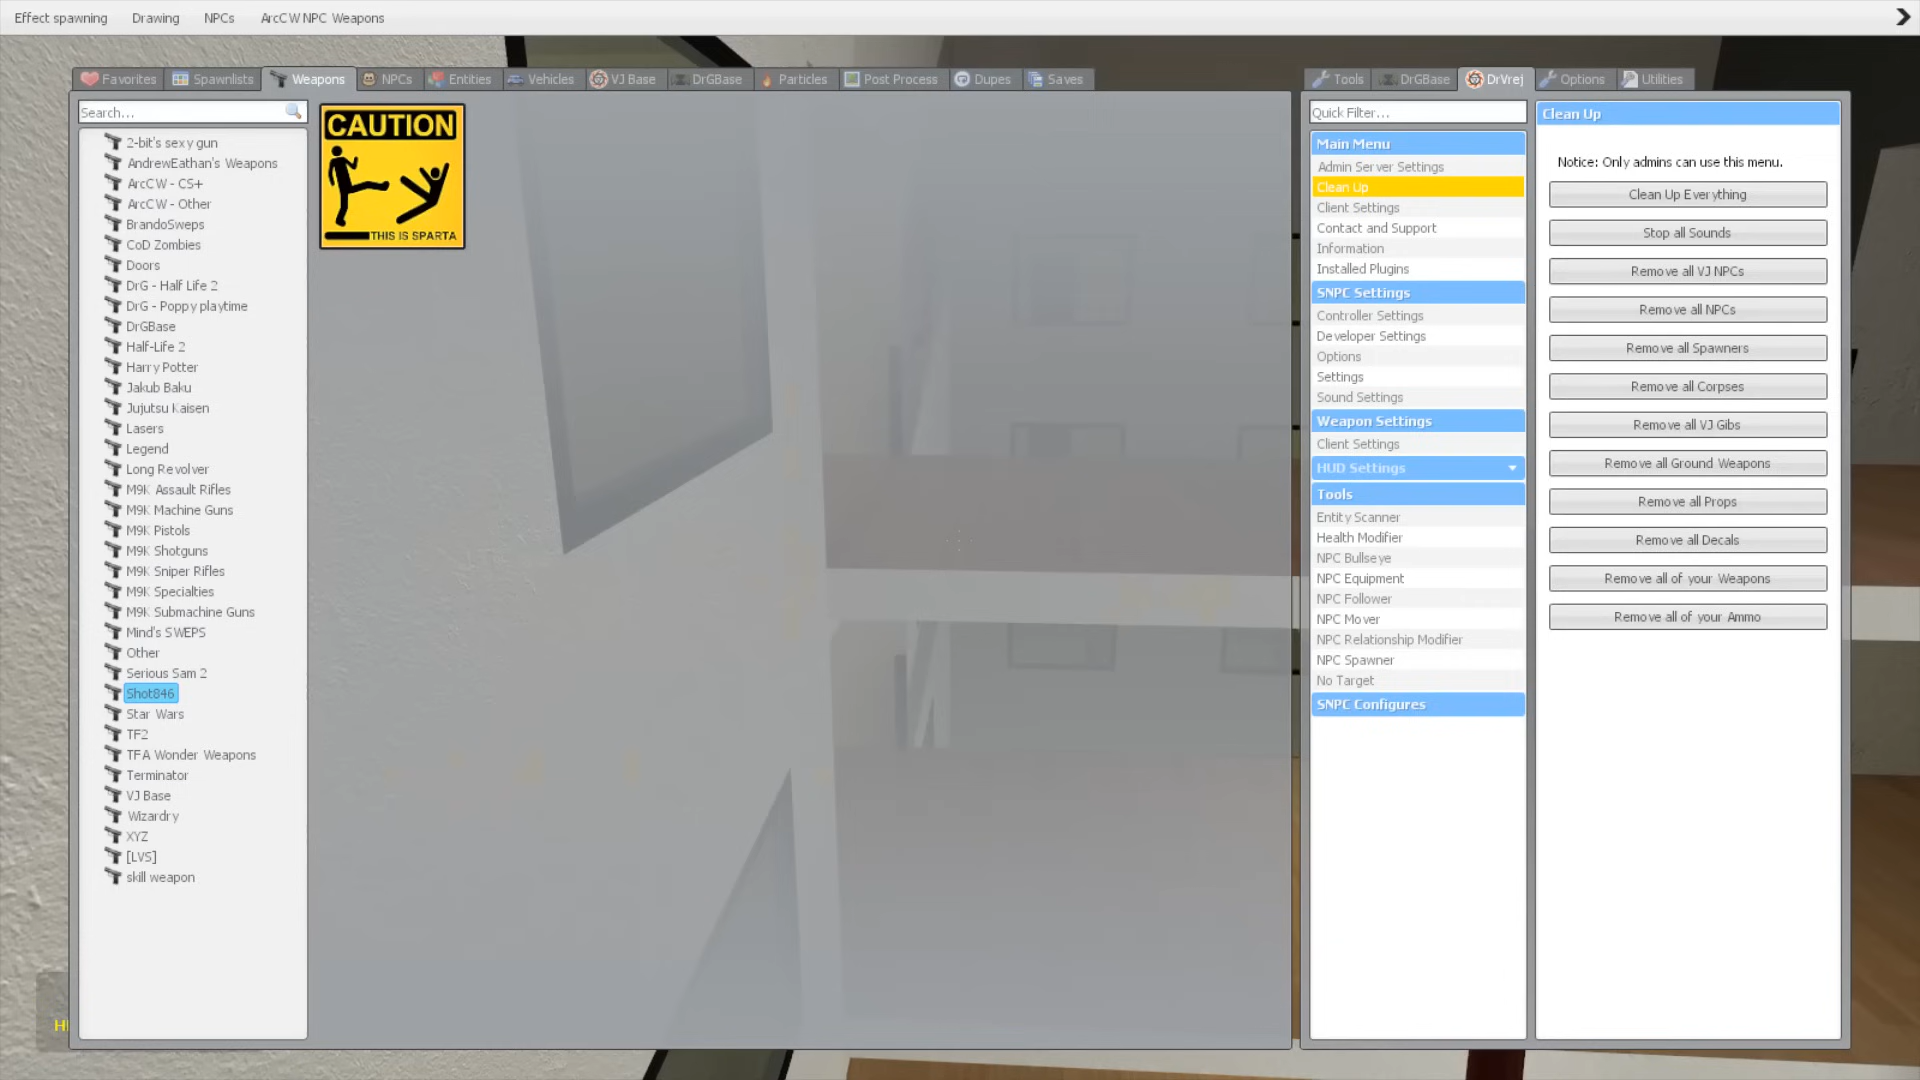 Effect spawning
Drawing
NPCs
ArcCW NPC Weapons
Favorites
Spawnlists
Weapons
NPCs
Entities
Vehicles
VJ Base
DrGBase
Particles
Post Process
Dupes
Saves
Search...
2-bit's sexy gun
AndrewEathan's Weapons
ArcCW - CS+
ArcCW - Other
BrandoSweps
CoD Zombies
Doors
DrG - Half Life 2
DrG - Poppy playtime
DrGBase
Half-Life 2
Harry Potter
Jakub Baku
Jujutsu Kaisen
Lasers
Legend
Long Revolver
M9K Assault Rifles
M9K Machine Guns
M9K Pistols
M9K Shotguns
M9K Sniper Rifles
M9K Specialties
M9K Submachine Guns
Mind's SWEPS
Other
Serious Sam 2
Shot846
Star Wars
TF2
TFA Wonder Weapons
Terminator
VJ Base
Wizardry
XYZ
[LVS]
skill weapon
CAUTION
THIS IS SPARTA
Tools
DrGBase
DrVrej
Options
Utilities
Quick Filter...
Main Menu
Admin Server Settings
Clean Up
Client Settings
Contact and Support
Information
Installed Plugins
SNPC Settings
Controller Settings
Developer Settings
Options
Settings
Sound Settings
Weapon Settings
Client Settings
HUD Settings
Tools
Entity Scanner
Health Modifier
NPC Bullseye
NPC Equipment
NPC Follower
NPC Mover
NPC Relationship Modifier
NPC Spawner
No Target
SNPC Configures
Clean Up
Notice: Only admins can use this menu.
Clean Up Everything
Stop all Sounds
Remove all VJ NPCs
Remove all NPCs
Remove all Spawners
Remove all Corpses
Remove all VJ Gibs
Remove all Ground Weapons
Remove all Props
Remove all Decals
Remove all of your Weapons
Remove all of your Ammo